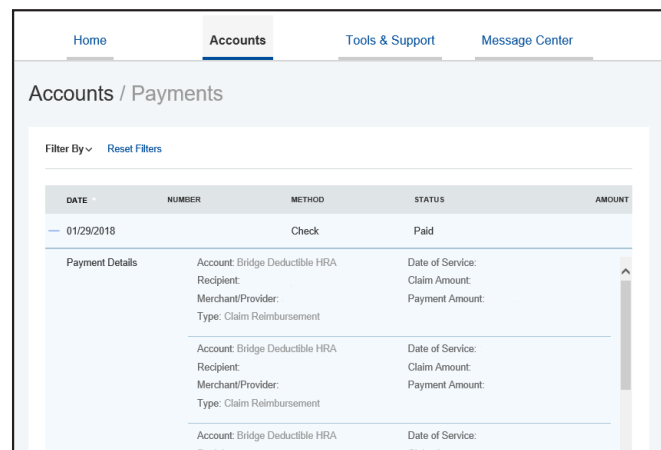 Home Accounts Tools & Support Message Center
Accounts / Payments
Filter By Reset Filters
DATE NUMBER METHOD STATUS AMOUNT
01/29/2018 Check Paid
Payment Details Account: Bridge Deductible HRA Date of Service:
Recipient: Claim Amount:
Merchant/Provider: Payment Amount:
Type: Claim Reimbursement
Account: Bridge Deductible HRA Date of Service:
Recipient: Claim Amount:
Merchant/Provider: Payment Amount:
Type: Claim Reimbursement
Account: Bridge Deductible HRA Date of Service: